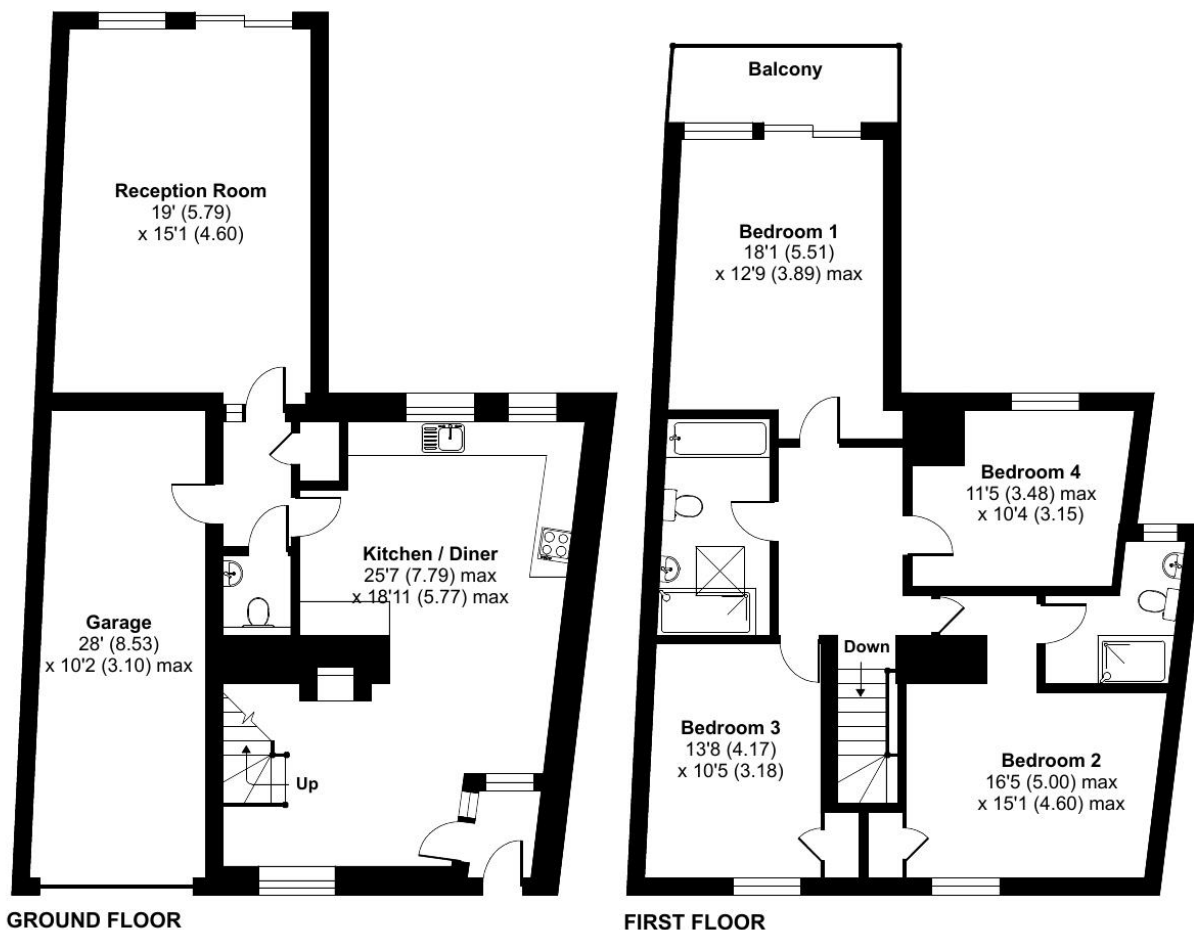 Balcony
Reception Room
19' (5.79)
x 15'1 (4.60)
Bedroom 1
18'1 (5.51)
x 12'9 (3.89) max
Bedroom 4
11'5 (3.48) max
x 10'4 (3.15)
Kitchen / Diner
25'7 (7.79) max
x 18'11 (5.77) max
Garage
28' (8.53)
x 10'2 (3.10) max
Down
Bedroom 3
13'8 (4.17)
x 10'5 (3.18)
Bedroom 2
16'5 (5.00) max
x 15'1 (4.60) max
Up
GROUND FLOOR
FIRST FLOOR